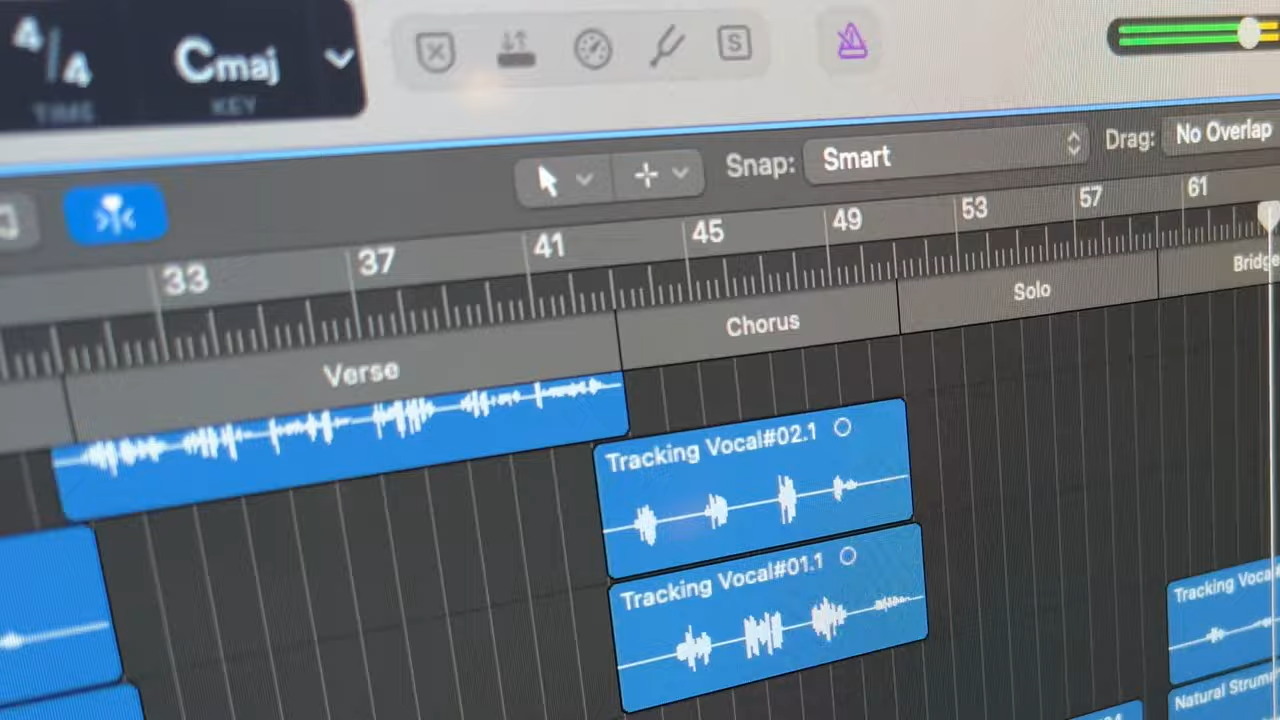 4/4
TIME
Cmaj
KEY
S
Snap: Smart
Drag: No Overlap
33 37 41 45 49 53 57 61
Verse
Chorus
Solo
Bridge
Tracking Vocal#02.1
Tracking Vocal#01.1
Tracking Vocal#
Natural Strum